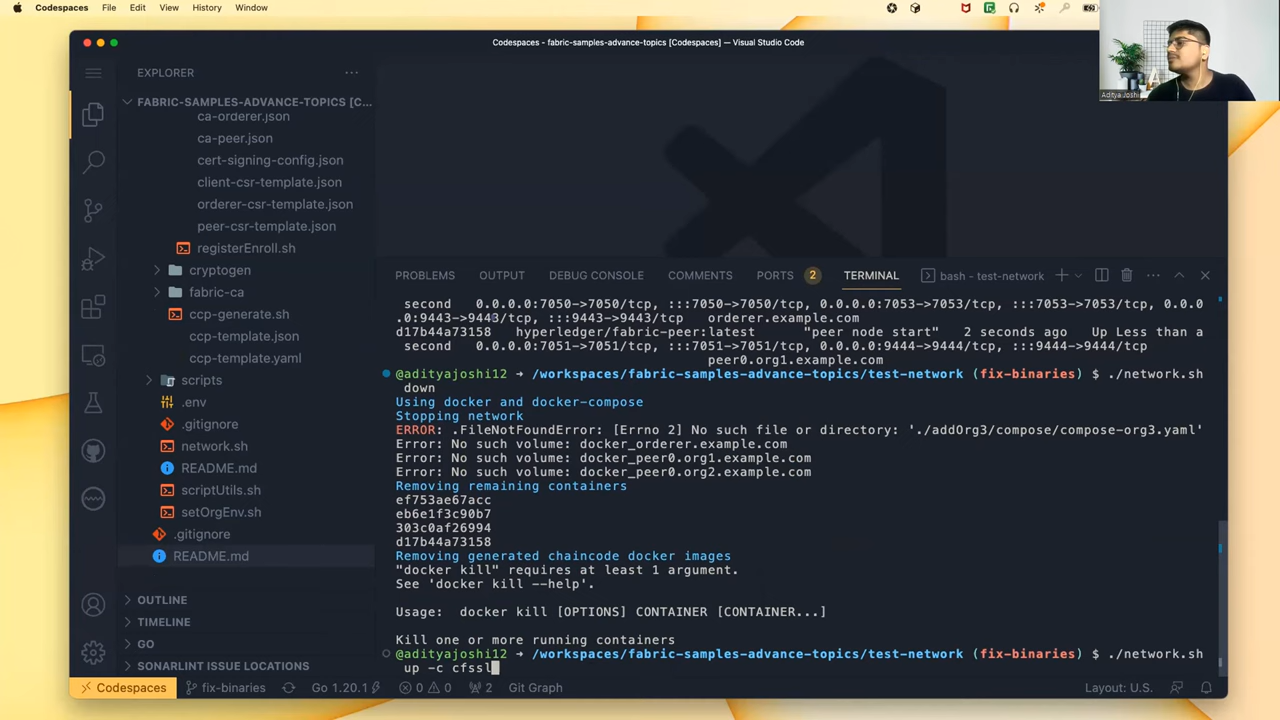 Codespaces File Edit View History Window
Codespaces - fabric-samples-advance-topics [Codespaces] — Visual Studio Code
Aditya Joshi
EXPLORER
FABRIC-SAMPLES-ADVANCE-TOPICS [C...
ca-orderer.json
ca-peer.json
cert-signing-config.json
client-csr-template.json
orderer-csr-template.json
peer-csr-template.json
registerEnroll.sh
cryptogen
fabric-ca
ccp-generate.sh
ccp-template.json
ccp-template.yaml
scripts
.env
.gitignore
network.sh
README.md
scriptUtils.sh
setOrgEnv.sh
.gitignore
README.md
OUTLINE
TIMELINE
GO
SONARLINT ISSUE LOCATIONS
PROBLEMS OUTPUT DEBUG CONSOLE COMMENTS PORTS 2 TERMINAL bash - test-network
second 0.0.0.0:7050->7050/tcp, :::7050->7050/tcp, 0.0.0.0:7053->7053/tcp, :::7053->7053/tcp, 0.0.0
.0:9443->9443/tcp, :::9443->9443/tcp orderer.example.com
d17b44a73158 hyperledger/fabric-peer:latest "peer node start" 2 seconds ago Up Less than a
second 0.0.0.0:7051->7051/tcp, :::7051->7051/tcp, 0.0.0.0:9444->9444/tcp, :::9444->9444/tcp
peer0.org1.example.com
@adityajoshi12 → /workspaces/fabric-samples-advance-topics/test-network (fix-binaries) $ ./network.sh
down
Using docker and docker-compose
Stopping network
ERROR: .FileNotFoundError: [Errno 2] No such file or directory: './addOrg3/compose/compose-org3.yaml'
Error: No such volume: docker_orderer.example.com
Error: No such volume: docker_peer0.org1.example.com
Error: No such volume: docker_peer0.org2.example.com
Removing remaining containers
ef753ae67acc
eb6e1f3c90b7
303c0af26994
d17b44a73158
Removing generated chaincode docker images
"docker kill" requires at least 1 argument.
See 'docker kill --help'.
Usage: docker kill [OPTIONS] CONTAINER [CONTAINER...]
Kill one or more running containers
@adityajoshi12 → /workspaces/fabric-samples-advance-topics/test-network (fix-binaries) $ ./network.sh
up -c cfssl
Codespaces fix-binaries Go 1.20.1 0 0 2 Git Graph Layout: U.S.